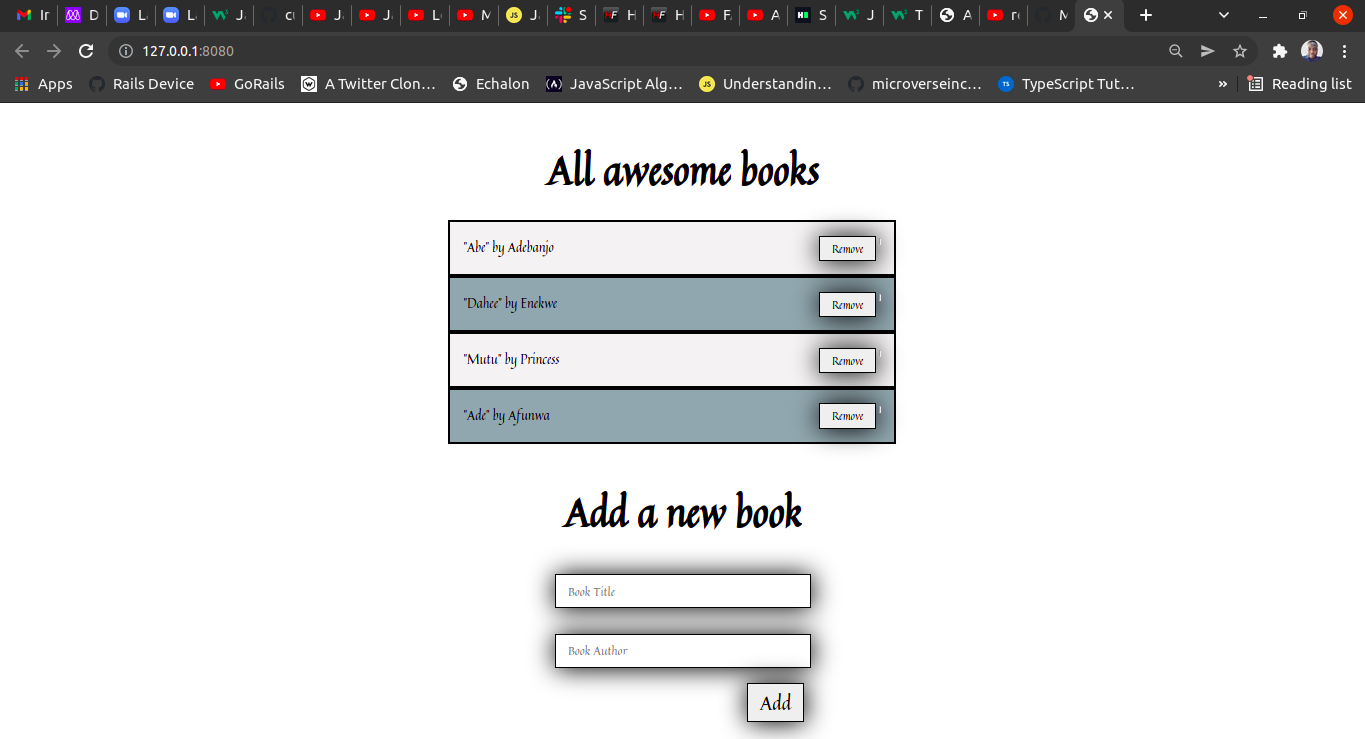 127.0.0.1:8080
Apps
Rails Device
GoRails
A Twitter Clon...
Echalon
JavaScript Alg...
Understandin...
microverseinc...
TypeScript Tut...
»
Reading list
All awesome books
"Abe" by Adebanjo
Remove
"Dahee" by Enekwe
Remove
"Mutu" by Princess
Remove
"Ade" by Afunwa
Remove
Add a new book
Book Title
Book Author
Add